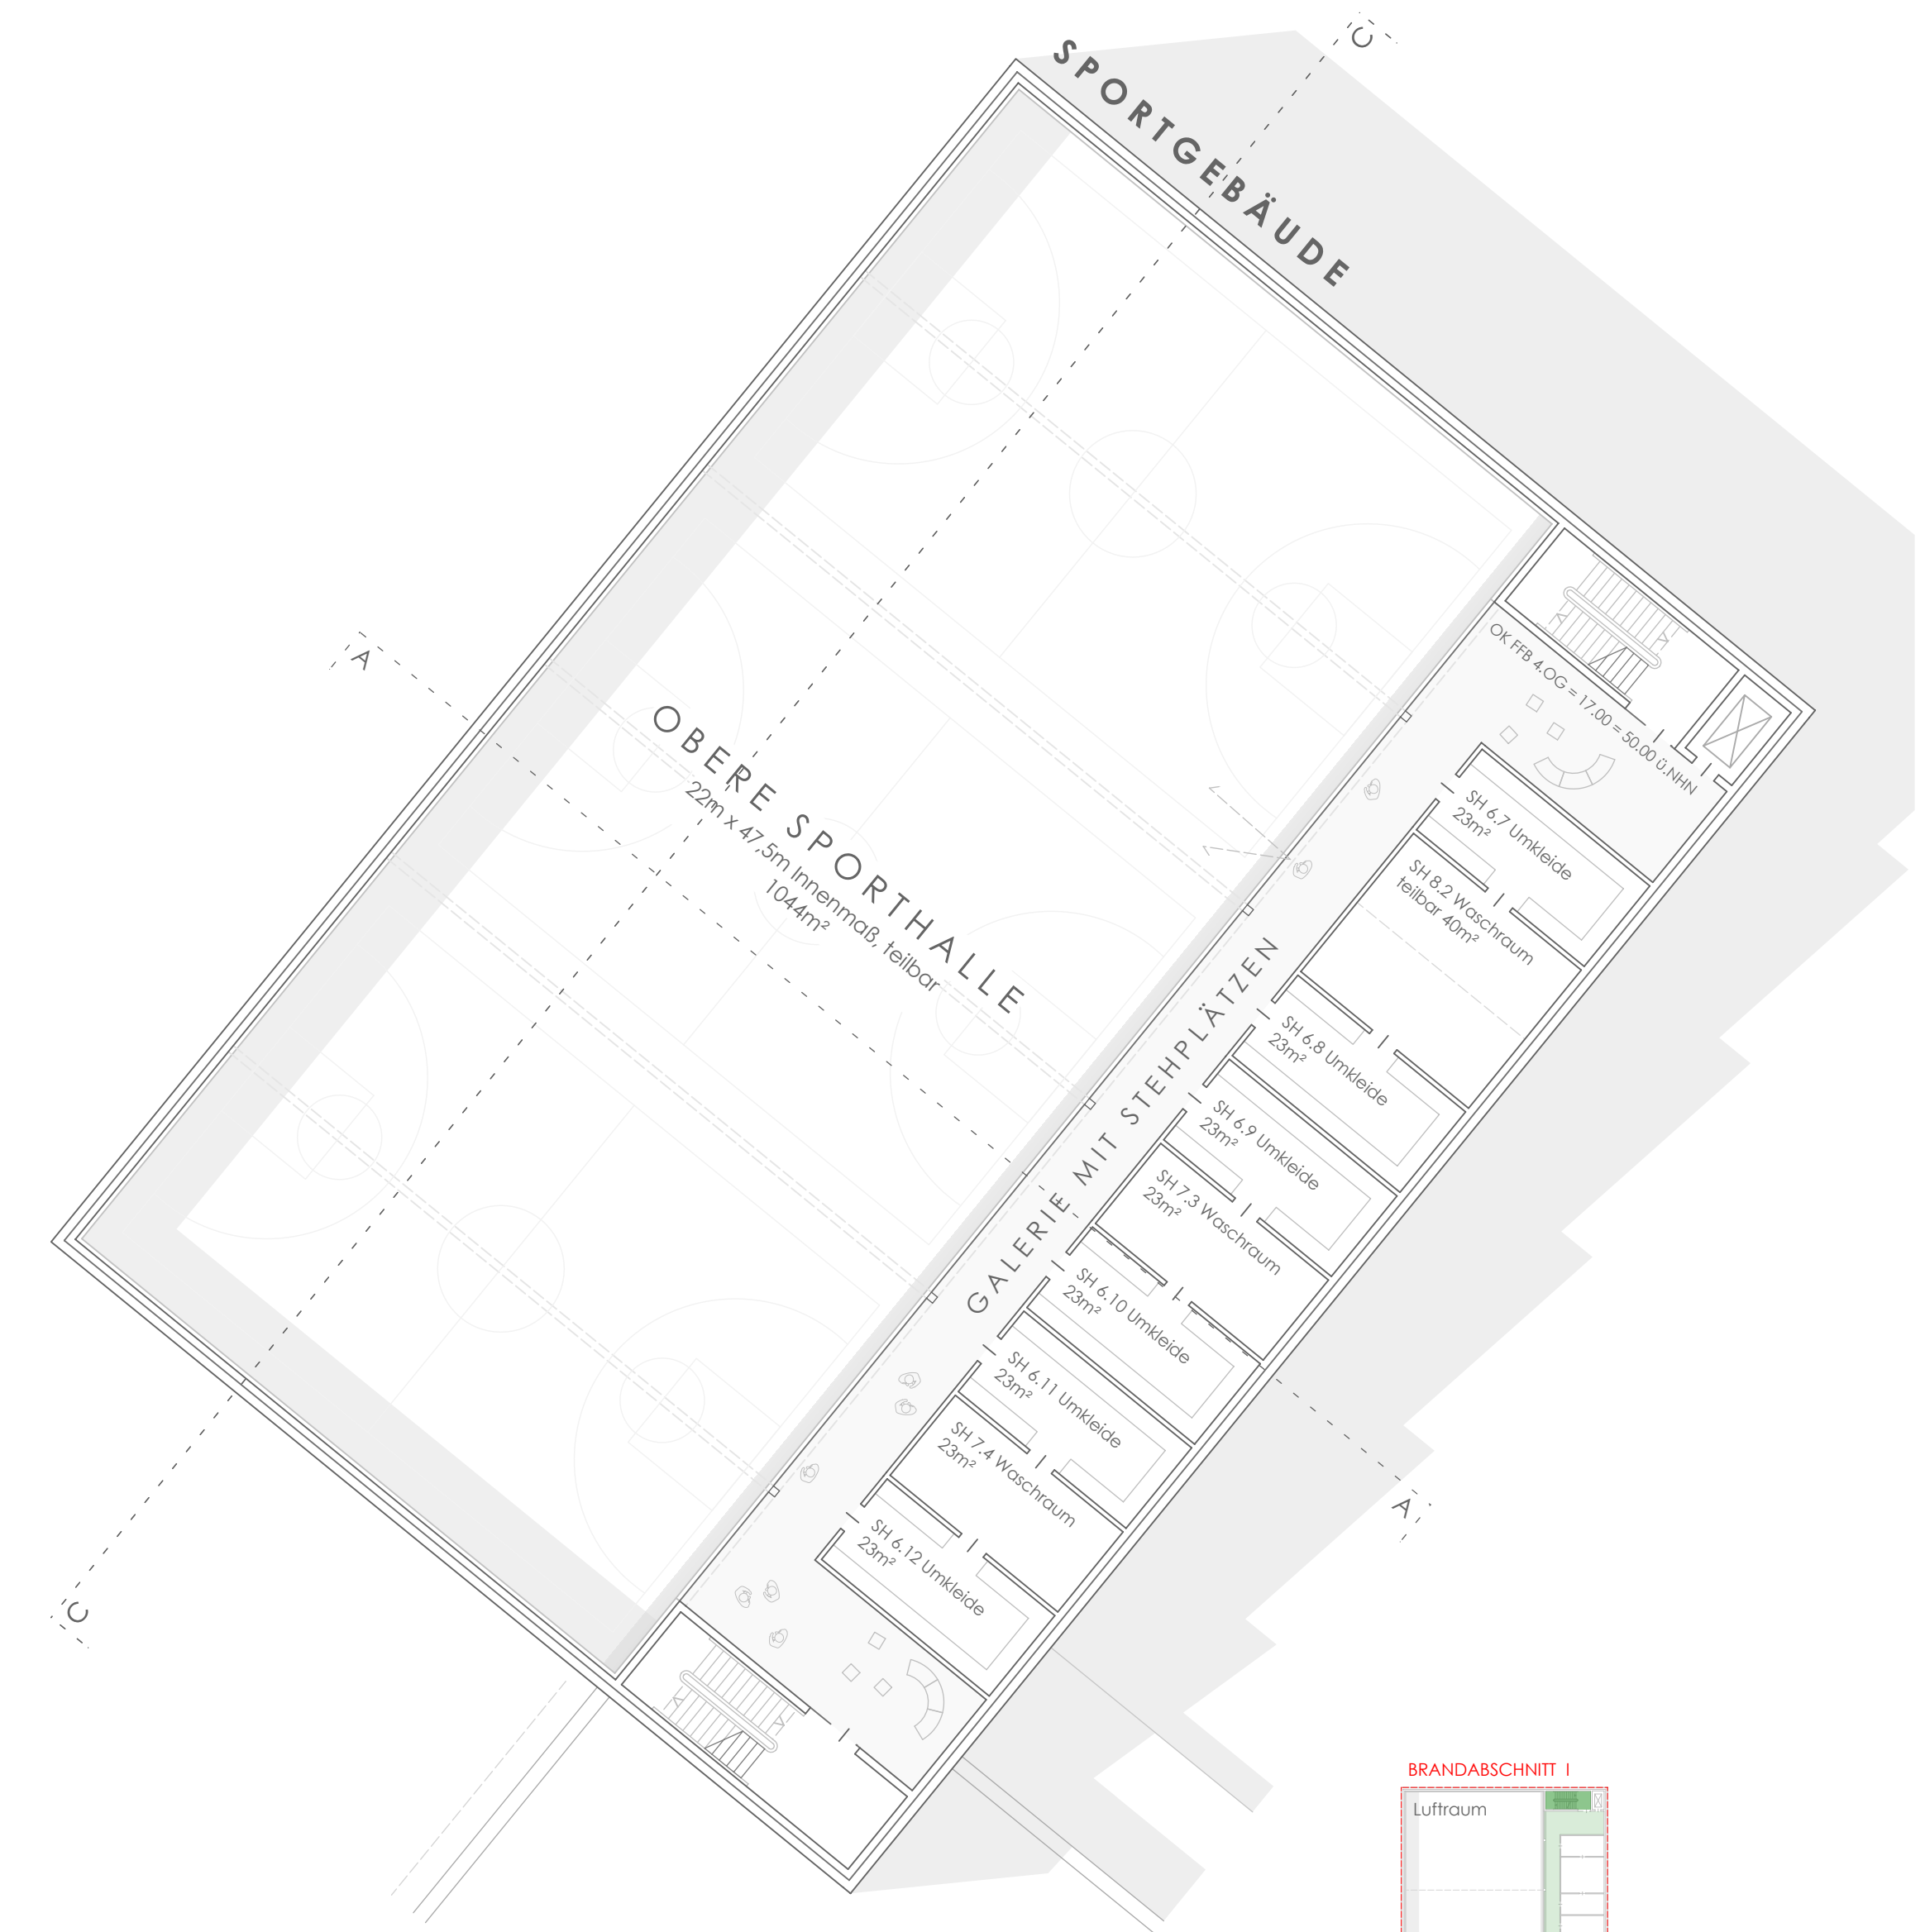 C
SPORTGEBÄUDE
A
OBERE SPORTHALLE
22m x 47,5m Innenmaß, teilbar
1044m²
OK FFB 4.OG = 17.00 = 50.00 ü.NHN
SH 6.7 Umkleide
23m²
SH 8.2 Waschraum
teilbar 40m²
GALERIE MIT STEHPLÄTZEN
SH 6.8 Umkleide
23m²
SH 6.9 Umkleide
23m²
SH 7.3 Waschraum
23m²
SH 6.10 Umkleide
23m²
SH 6.11 Umkleide
23m²
SH 7.4 Waschraum
23m²
SH 6.12 Umkleide
23m²
A
C
BRANDABSCHNITT I
Luftraum